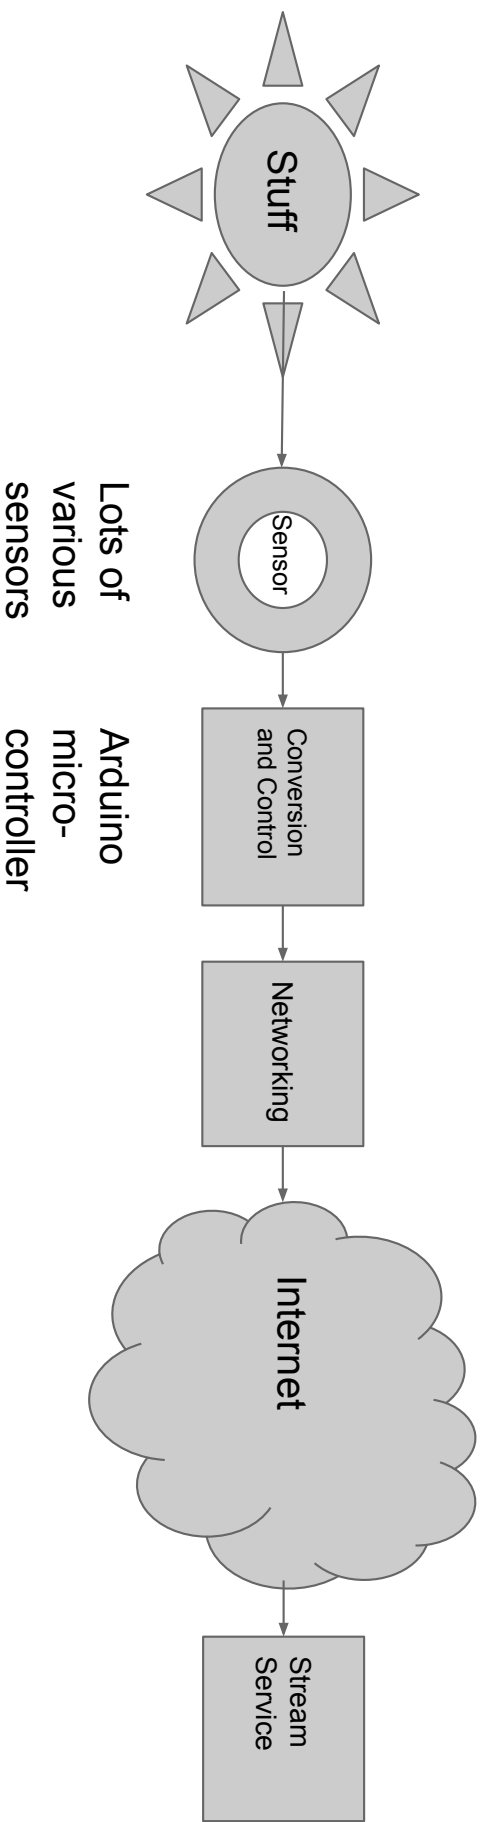 Stuff
Sensor
Conversion
and Control
Networking
Internet
Stream
Service
Lots of
various
sensors
Arduino
micro-
controller